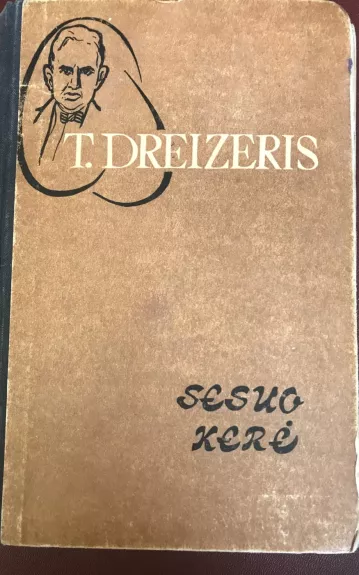 T. DREIZERIS
SESUO
KERĖ